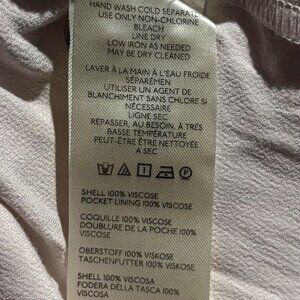 HAND WASH COLD SEPARATE
USE ONLY NON-CHLORINE
BLEACH
LINE DRY
LOW IRON AS NEEDED
MAY BE DRY CLEANED
LAVER À LA MAIN À L'EAU FROIDE
SÉPARÉMEN
UTILISER UN AGENT DE
BLANCHIMENT SANS CHLORE SI
NÉCESSAIRE
LIGNE SEC
REPASSER, AU BESOIN, À TRÈS
BASSE TEMPÉRATURE
PEUT-ÊTRE ÊTRE NETTOYÉE
A SEC
SHELL 100% VISCOSE
POCKET LINING 100% VISCOSE
COQUILLE 100% VISCOSE
DOUBLURE DE LA POCHE 100%
VISCOSE
OBERSTOFF 100% VISKOSE
TASCHENFUTTER 100% VISKOSE
SHELL 100% VISCOSA
FODERA DELLA TASCA 100%
VISCOSA